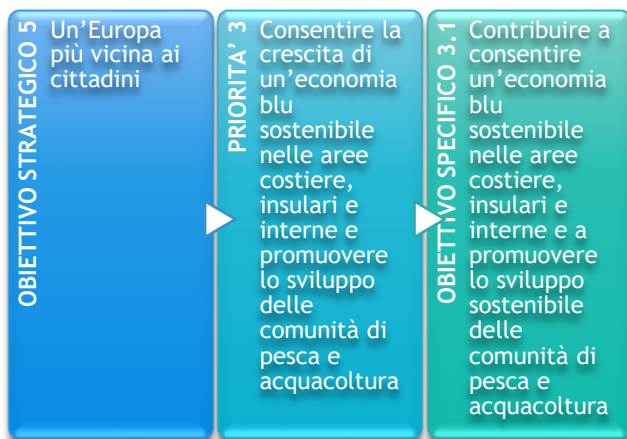 OBIETTIVO STRATEGICO 5
Un’Europa
più vicina ai
cittadini
PRIORITA’ 3
Consentire la
crescita di
un’economia
blu
sostenibile
nelle aree
costiere,
insulari e
interne e
promuovere
lo sviluppo
delle
comunità di
pesca e
acquacoltura
OBIETTIVO SPECIFICO 3.1
Contribuire a
consentire
un’economia
blu
sostenibile
nelle aree
costiere,
insulari e
interne e a
promuovere
lo sviluppo
sostenibile
delle
comunità di
pesca e
acquacoltura